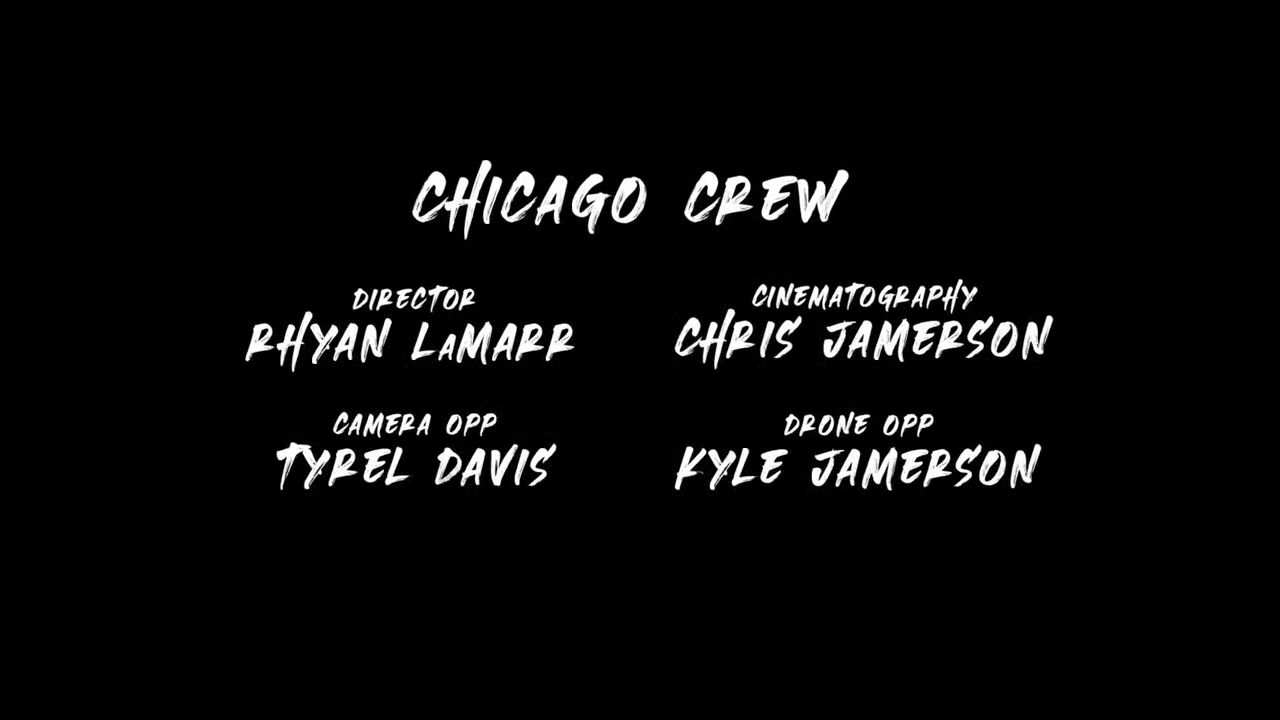 CHICAGO CREW
DIRECTOR
RHYAN LaMARR
CINEMATOGRAPHY
CHRIS JAMERSON
CAMERA OPP
TYREL DAVIS
DRONE OPP
KYLE JAMERSON